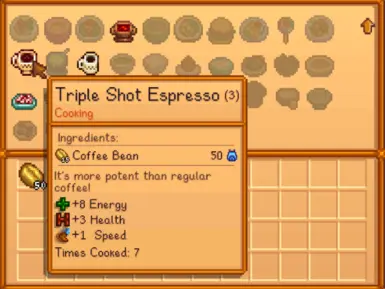 Triple Shot Espresso (3)
Cooking
Ingredients:
Coffee Bean 50
It's more potent than regular
coffee!
+8 Energy
+3 Health
+1 Speed
Times Cooked: 7
50